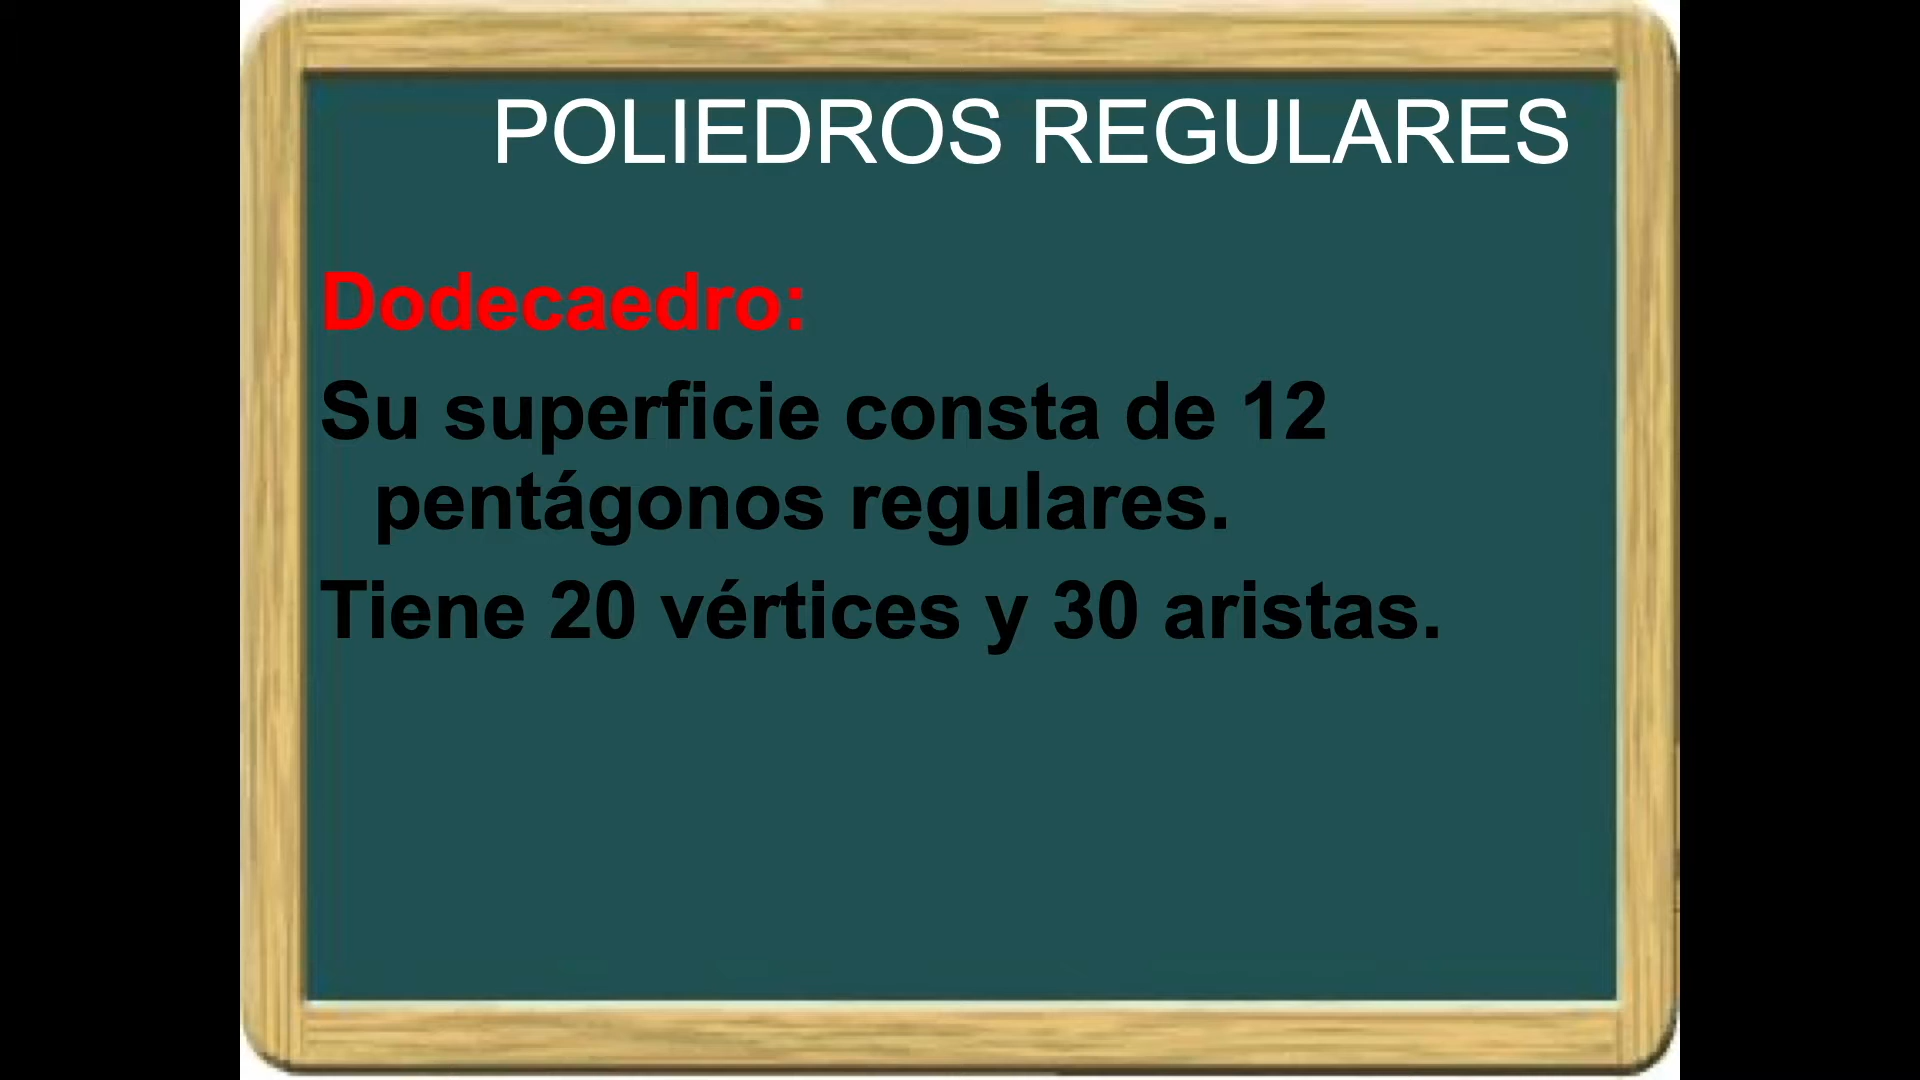 POLIEDROS REGULARES
Dodecaedro:
Su superficie consta de 12
pentágonos regulares.
Tiene 20 vértices y 30 aristas.